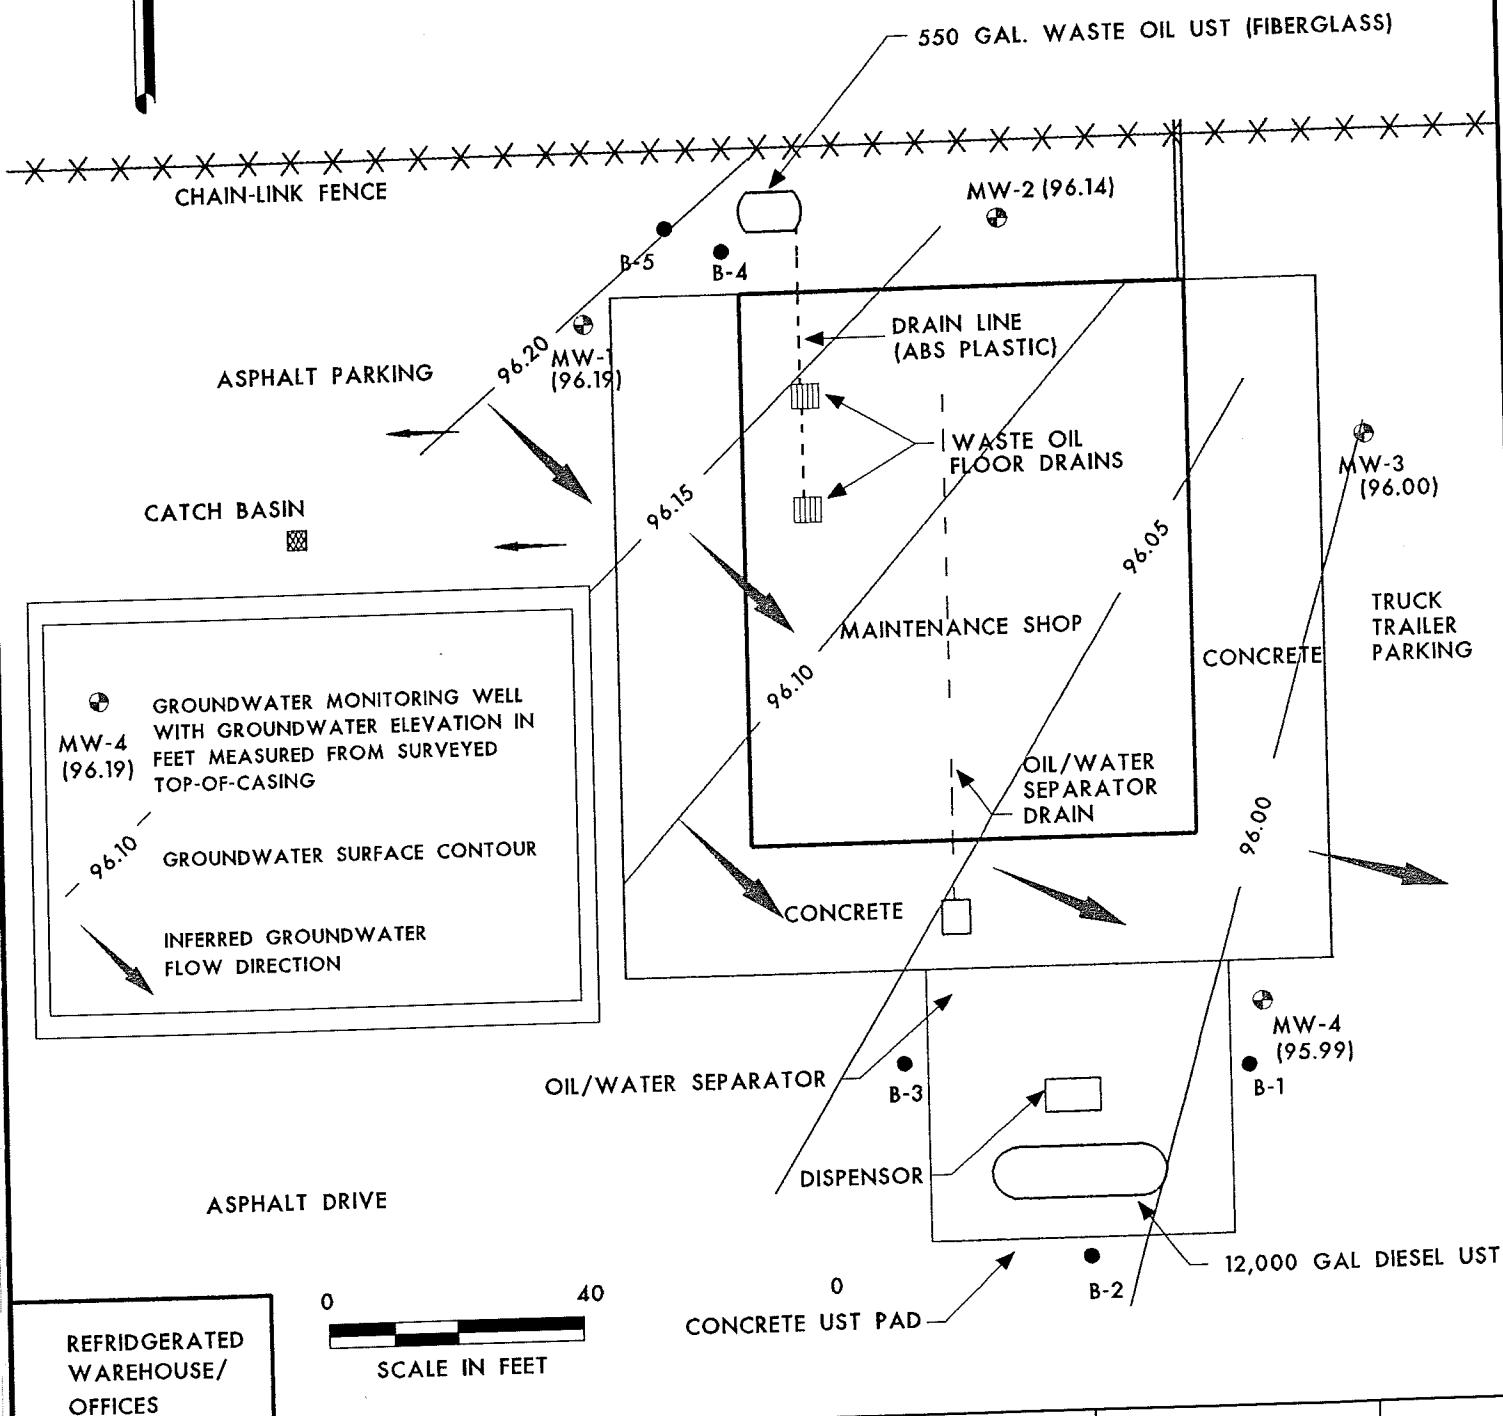 550 GAL. WASTE OIL UST (FIBERGLASS)
CHAIN-LINK FENCE
MW-2 (96.14)
B-5
B-4
DRAIN LINE
(ABS PLASTIC)
96.20
MW-1
(96.19)
ASPHALT PARKING
WASTE OIL
FLOOR DRAINS
MW-3
(96.00)
CATCH BASIN
96.15
96.05
MAINTENANCE SHOP
TRUCK
TRAILER
PARKING
CONCRETE
96.10
MW-4
(96.19)
GROUNDWATER MONITORING WELL
WITH GROUNDWATER ELEVATION IN
FEET MEASURED FROM SURVEYED
TOP-OF-CASING
96.10
GROUNDWATER SURFACE CONTOUR
INFERRED GROUNDWATER
FLOW DIRECTION
OIL/WATER
SEPARATOR
DRAIN
96.00
CONCRETE
MW-4
(95.99)
OIL/WATER SEPARATOR
B-3
B-1
DISPENSOR
ASPHALT DRIVE
12,000 GAL DIESEL UST
B-2
0
40
0
CONCRETE UST PAD
SCALE IN FEET
REFRIDGERATED
WAREHOUSE/
OFFICES